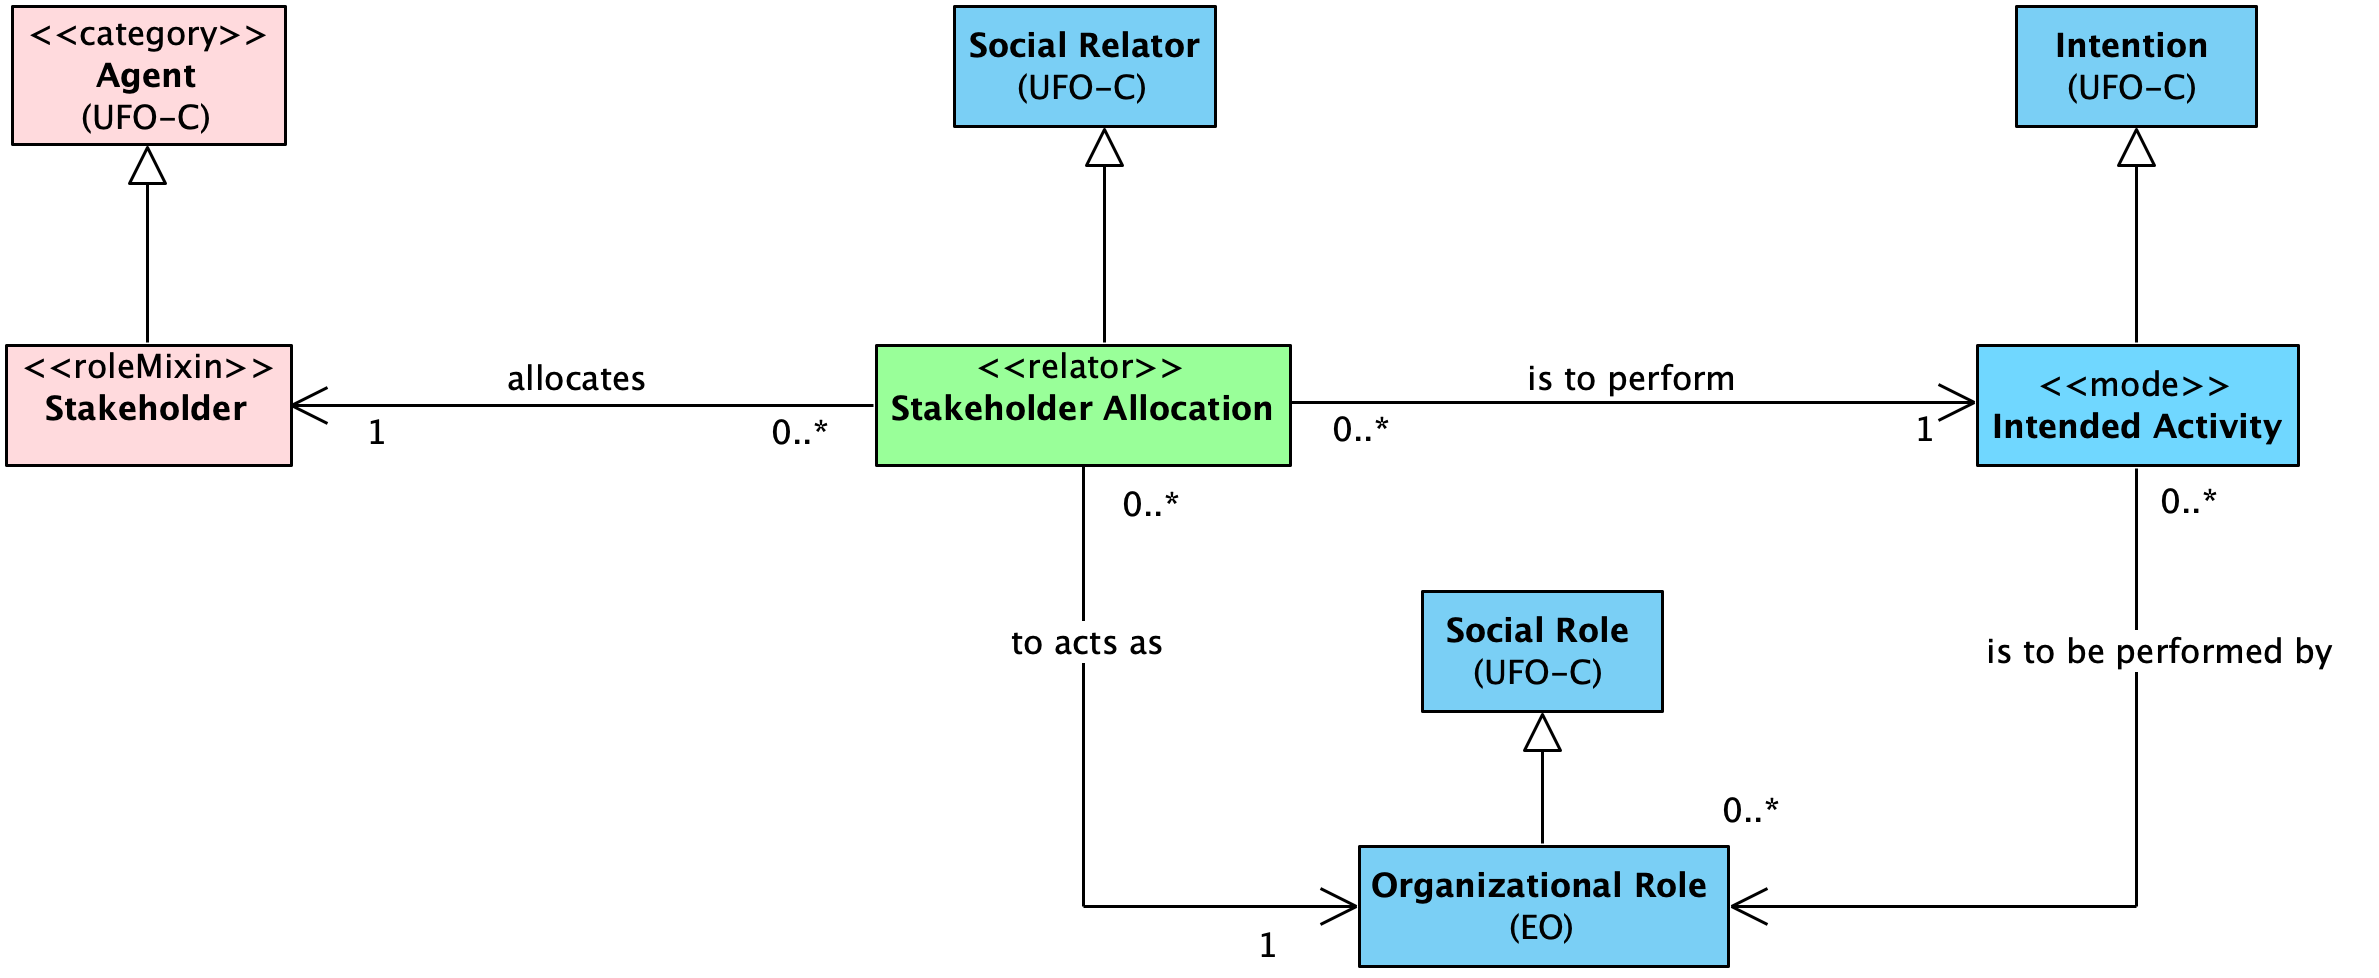 <<category>>
Agent
(UFO-C)
Social Relator
(UFO-C)
Intention
(UFO-C)
<<roleMixin>>
Stakeholder
allocates
1
0..*
<<relator>>
Stakeholder Allocation
is to perform
0..*
1
<<mode>>
Intended Activity
0..*
0..*
to acts as
Social Role
(UFO-C)
is to be performed by
0..*
Organizational Role
(EO)
1